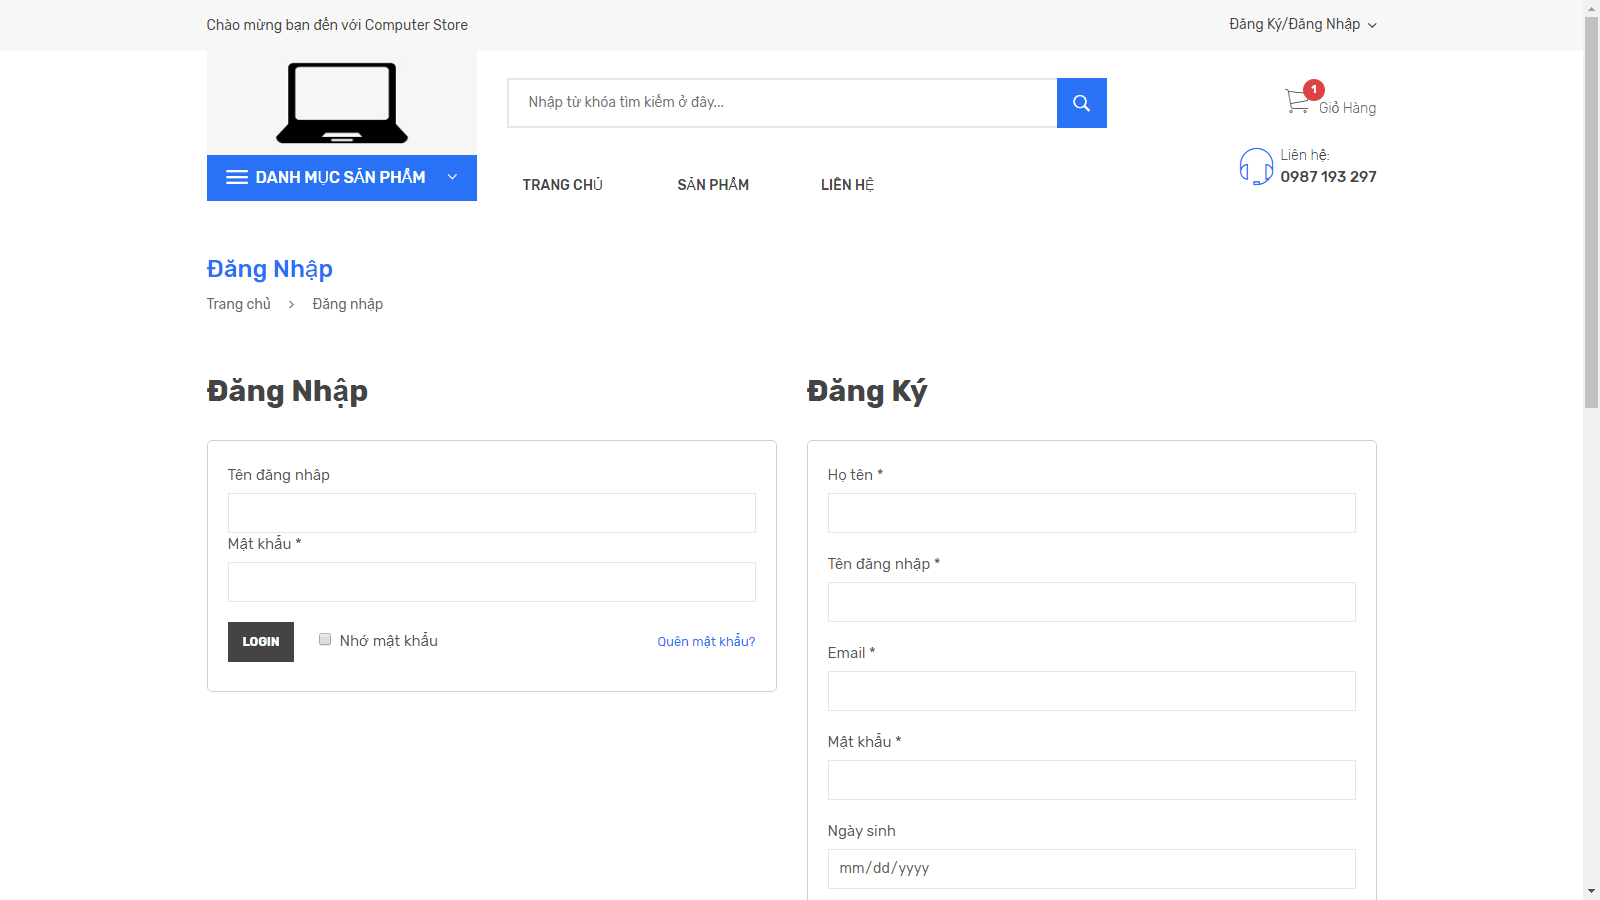 Chào mừng bạn đến với Computer Store
Đăng Ký/Đăng Nhập
Nhập từ khóa tìm kiếm ở đây...
1
Giỏ Hàng
DANH MỤC SẢN PHẨM
TRANG CHỦ
SẢN PHẨM
LIÊN HỆ
Liên hệ:
0987 193 297
Đăng Nhập
Trang chủ > Đăng nhập
Đăng Nhập
Tên đăng nhâp
Mật khẩu *
LOGIN
Nhớ mật khẩu
Quên mật khẩu?
Đăng Ký
Họ tên *
Tên đăng nhập *
Email *
Mật khẩu *
Ngày sinh
mm/dd/yyyy